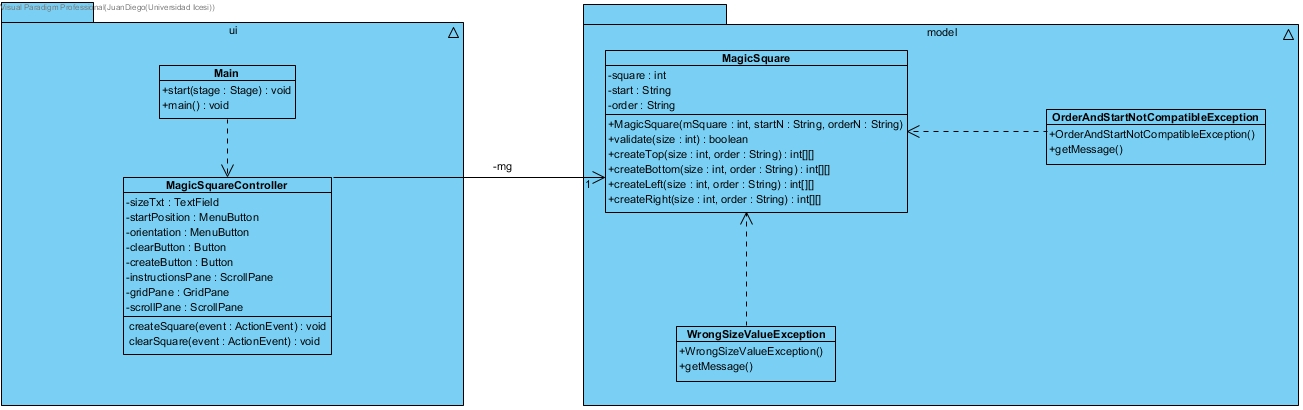 Visual Paradigm Professional(JuanDiego(Universidad Icesi))
ui
Main
+start(stage : Stage) : void
+main() : void
MagicSquareController
-sizeTxt : TextField
-startPosition : MenuButton
-orientation : MenuButton
-clearButton : Button
-createButton : Button
-instructionsPane : ScrollPane
-gridPane : GridPane
-scrollPane : ScrollPane
createSquare(event : ActionEvent) : void
clearSquare(event : ActionEvent) : void
-mg
1
model
MagicSquare
-square : int
-start : String
-order : String
+MagicSquare(mSquare : int, startN : String, orderN : String)
+validate(size : int) : boolean
+createTop(size : int, order : String) : int[][]
+createBottom(size : int, order : String) : int[][]
+createLeft(size : int, order : String) : int[][]
+createRight(size : int, order : String) : int[][]
OrderAndStartNotCompatibleException
+OrderAndStartNotCompatibleException()
+getMessage()
WrongSizeValueException
+WrongSizeValueException()
+getMessage()